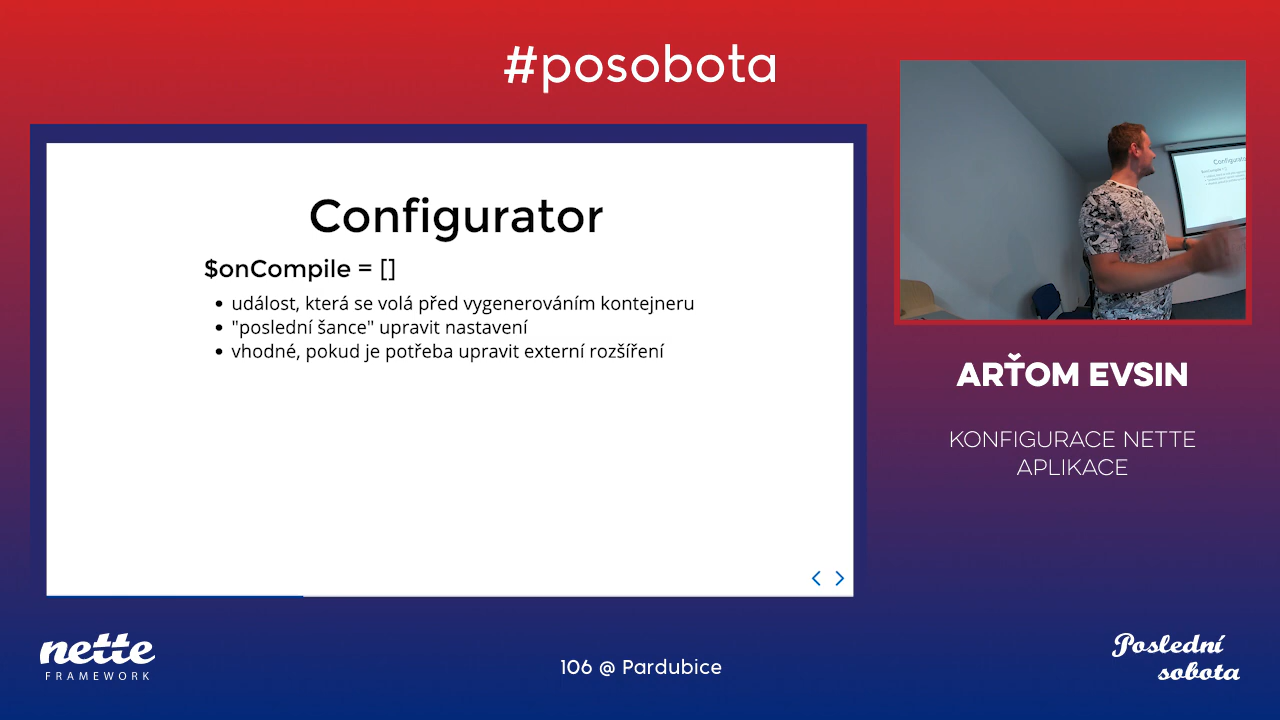 #posobota
Configurator
$onCompile = []
• událost, která se volá před vygenerováním kontejneru
• "poslední šance" upravit nastavení
• vhodné, pokud je potřeba upravit externí rozšíření
ARŤOM EVSIN
KONFIGURACE NETTE
APLIKACE
nette
FRAMEWORK
106 @ Pardubice
Poslední
sobota